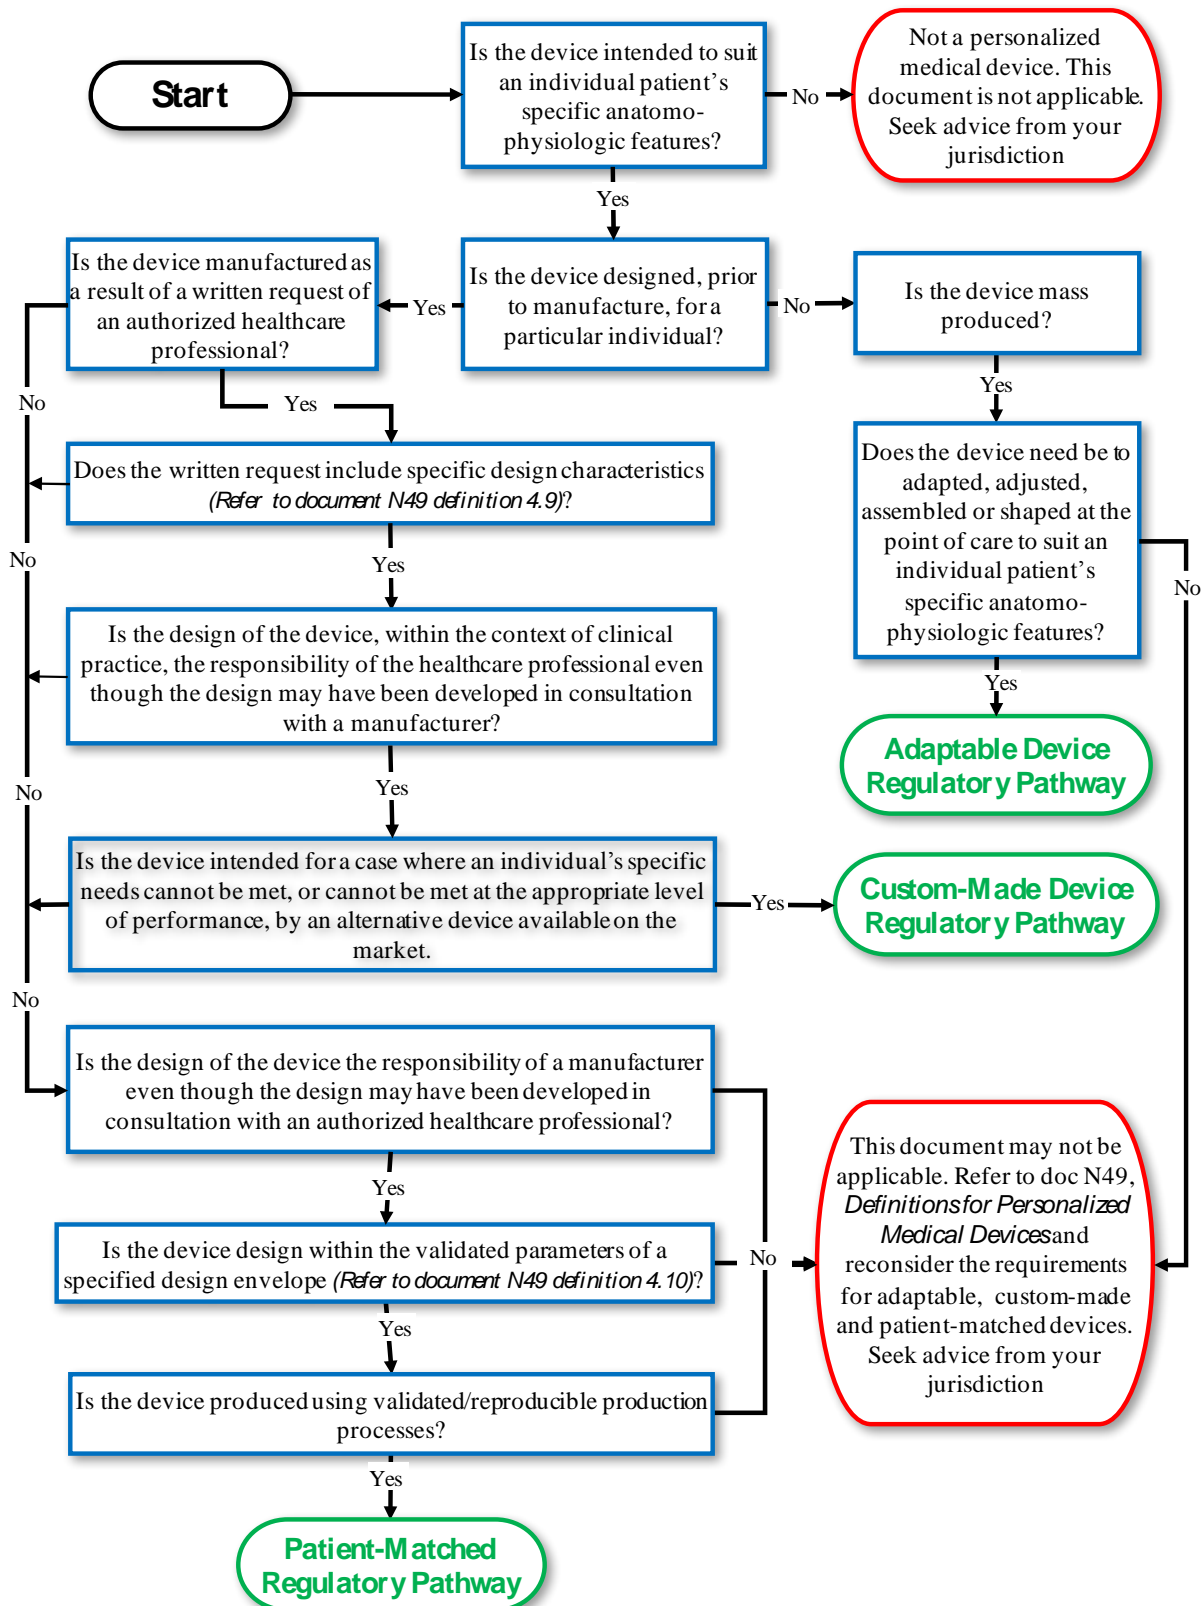 Start
Is the device intended to suit
an individual patient's
specific anatomo-
physiologic features?
No
Not a personalized
medical device. This
document is not applicable.
Seek advice from your
jurisdiction
Yes
Is the device designed, prior
to manufacture, for a
particular individual?
Yes
No
Is the device manufactured as
a result of a written request of
an authorized healthcare
professional?
Is the device mass
produced?
Yes
No
Yes
Does the written request include specific design characteristics
(Refer to document N49 definition 4.9)?
Does the device need be to
adapted, adjusted,
assembled or shaped at the
point of care to suit an
individual patient's
specific anatomo-
physiologic features?
No
No
Yes
Is the design of the device, within the context of clinical
practice, the responsibility of the healthcare professional even
though the design may have been developed in consultation
with a manufacturer?
Yes
Adaptable Device
Regulatory Pathway
No
Yes
Is the device intended for a case where an individual's specific
needs cannot be met, or cannot be met at the appropriate level
of performance, by an alternative device available on the
market.
Yes
Custom-Made Device
Regulatory Pathway
No
Is the design of the device the responsibility of a manufacturer
even though the design may have been developed in
consultation with an authorized healthcare professional?
Yes
Is the device design within the validated parameters of a
specified design envelope (Refer to document N49 definition 4.10)?
No
This document may not be
applicable. Refer to doc N49,
Definitions for Personalized
Medical Devices and
reconsider the requirements
for adaptable, custom-made
and patient-matched devices.
Seek advice from your
jurisdiction
Yes
Is the device produced using validated/reproducible production
processes?
Yes
Patient-Matched
Regulatory Pathway